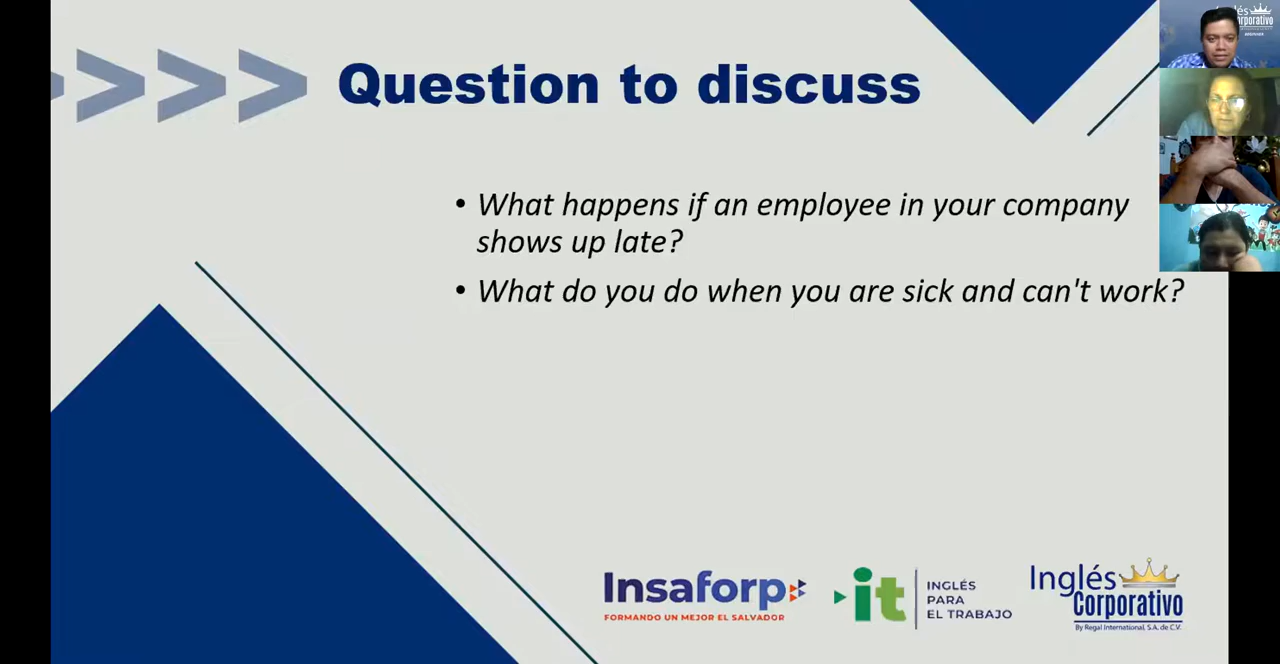 Question to discuss
• What happens if an employee in your company
shows up late?
• What do you do when you are sick and can't work?
Insaforp
FORMANDO UN MEJOR EL SALVADOR
it
INGLÉS
PARA
EL TRABAJO
Inglés
Corporativo
By Regal International, S.A. de C.V.